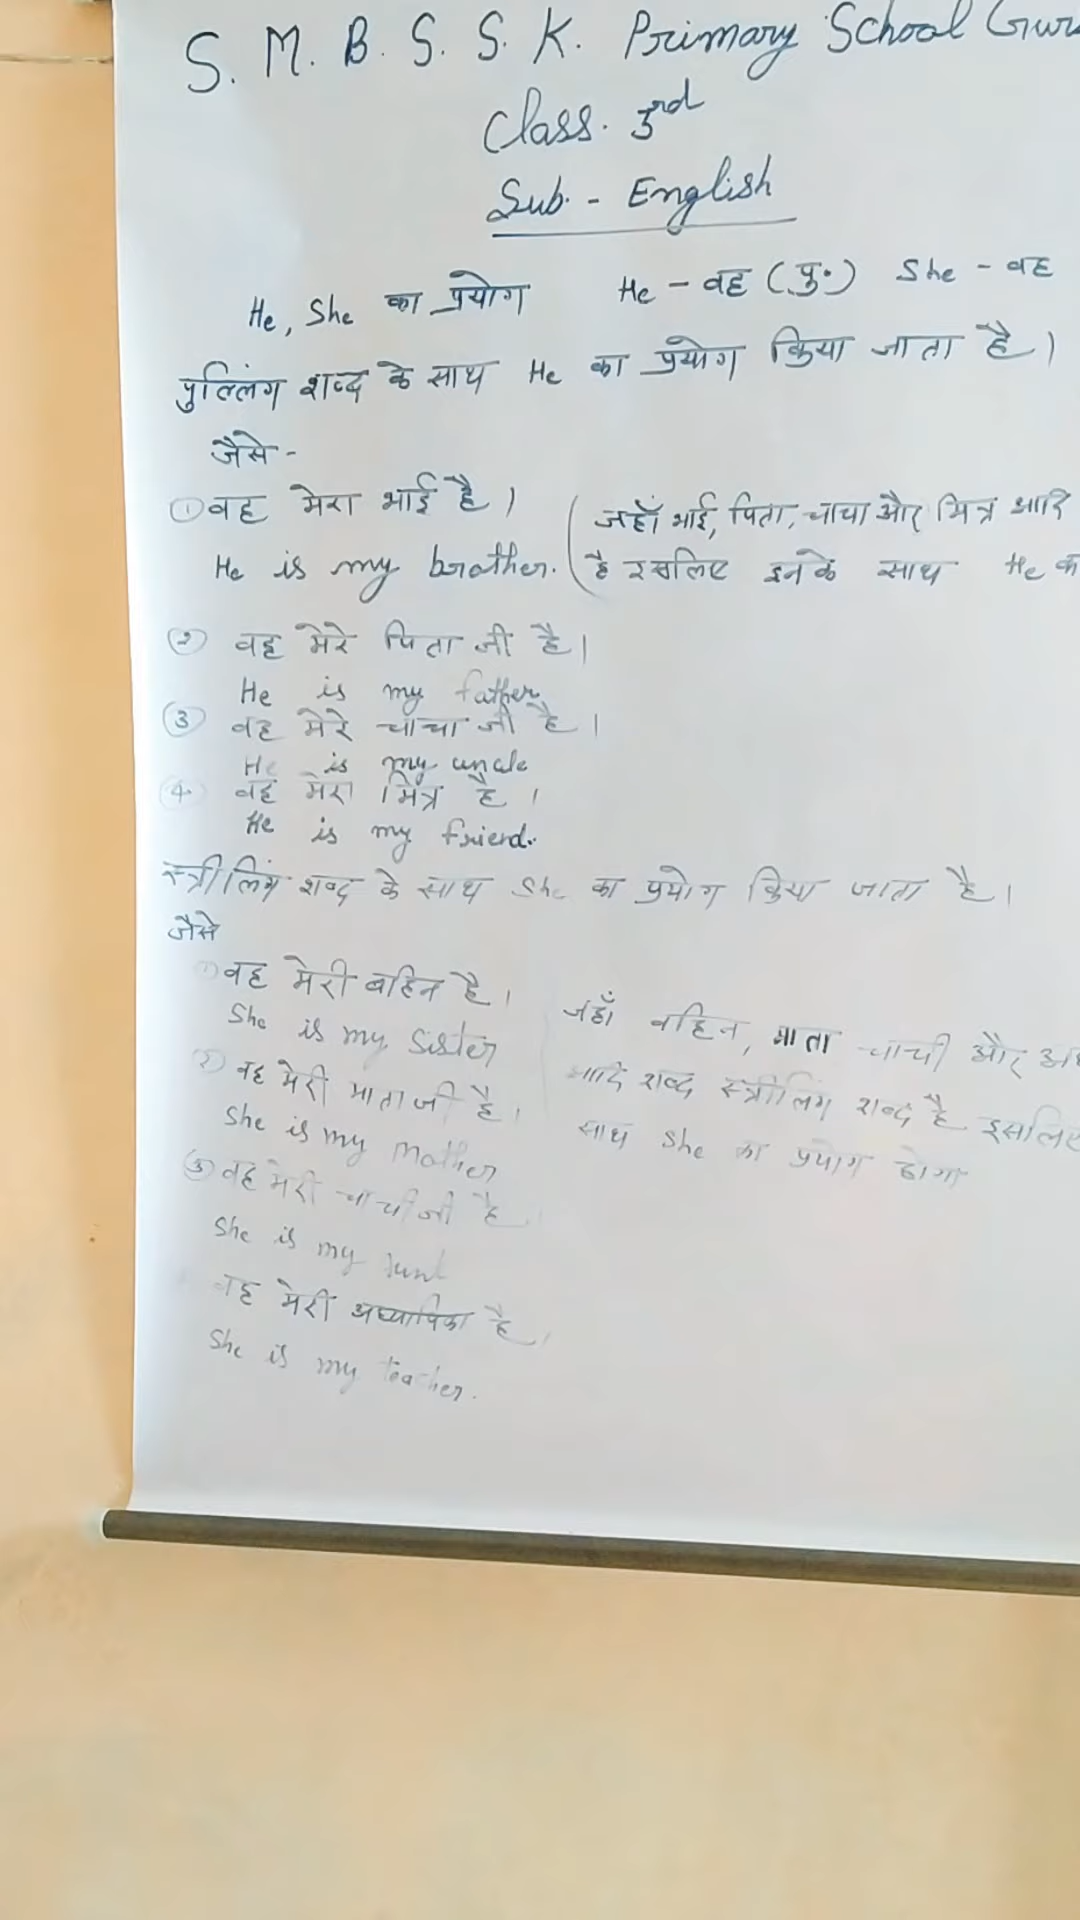 S. M. B. S. S. K. Primary School
Class. 3rd
Sub. - English
He, She का प्रयोग He - वह (पु.) She - वह
पुल्लिंग शब्द के साथ He का प्रयोग किया जाता है।
जैसे -
① वह मेरा भाई है। (जहाँ भाई, पिता, चाचा और मित्र आदि
He is my brother. है इसलिए इनके साथ He
② वह मेरे पिता जी है।
He is my father
③ वह मेरे चाचा जी है।
He is my uncle
④ वह मेरा मित्र है।
He is my friend.
स्त्रीलिंग शब्द के साथ She का प्रयोग किया जाता है।
जैसे
① वह मेरी बहिन है।
She is my Sister
② वह मेरी माता जी है।
She is my Mother
③ वह मेरी चाची जी है
She is my
वह मेरी अध्यापिका है।
She is my teacher.
जहाँ बहिन, माता चाची और
आदि शब्द स्त्रीलिंग शब्द है इसलिए
साथ She का प्रयोग होगा